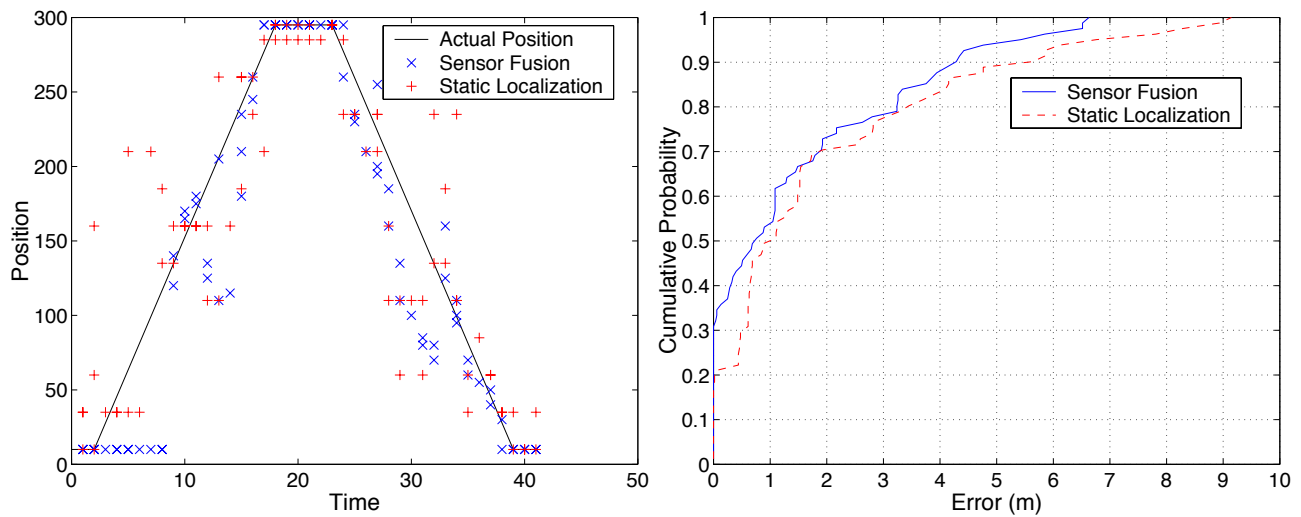 300
250
200
150
100
50
0
Position
0 10 20 30 40 50
Time
Actual Position
Sensor Fusion
Static Localization
1
0.9
0.8
0.7
0.6
0.5
0.4
0.3
0.2
0.1
0
Cumulative Probability
0 1 2 3 4 5 6 7 8 9 10
Error (m)
Sensor Fusion
Static Localization